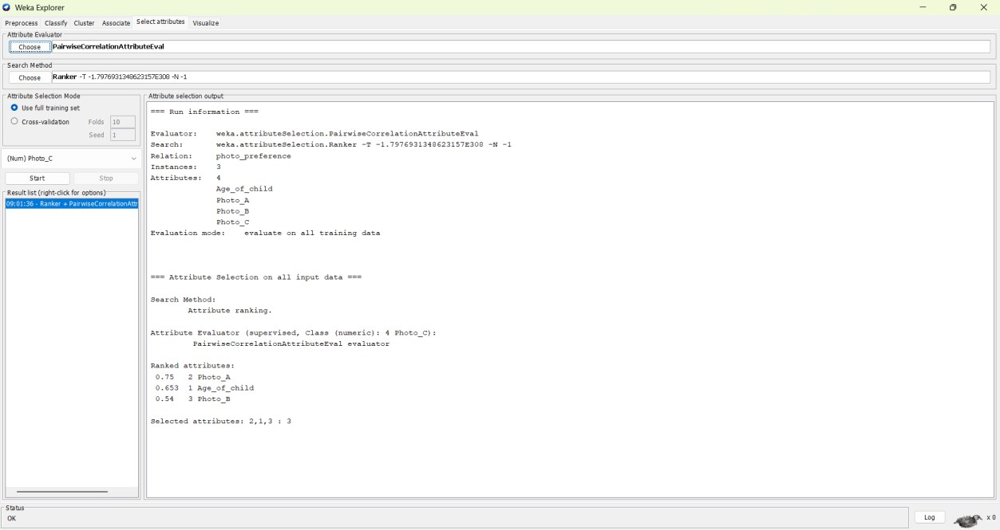 Weka Explorer
Preprocess Classify Cluster Associate Select attributes Visualize
Attribute Evaluator
Choose PairwiseCorrelationAttributeEval
Search Method
Choose Ranker -T -1.7976931348623157E308 -N -1
Attribute Selection Mode
Use full training set
Cross-validation Folds 10
Seed 1
(Num) Photo_C
Start Stop
Result list (right-click for options)
09:01:36 - Ranker + PairwiseCorrelationAttr
Attribute selection output
=== Run information ===
Evaluator: weka.attributeSelection.PairwiseCorrelationAttributeEval
Search: weka.attributeSelection.Ranker -T -1.7976931348623157E308 -N -1
Relation: photo_preference
Instances: 3
Attributes: 4
Age_of_child
Photo_A
Photo_B
Photo_C
Evaluation mode: evaluate on all training data
=== Attribute Selection on all input data ===
Search Method:
Attribute ranking.
Attribute Evaluator (supervised, Class (numeric): 4 Photo_C):
PairwiseCorrelationAttributeEval evaluator
Ranked attributes:
0.75 2 Photo_A
0.653 1 Age_of_child
0.54 3 Photo_B
Selected attributes: 2,1,3 : 3
Status
OK
Log x 0